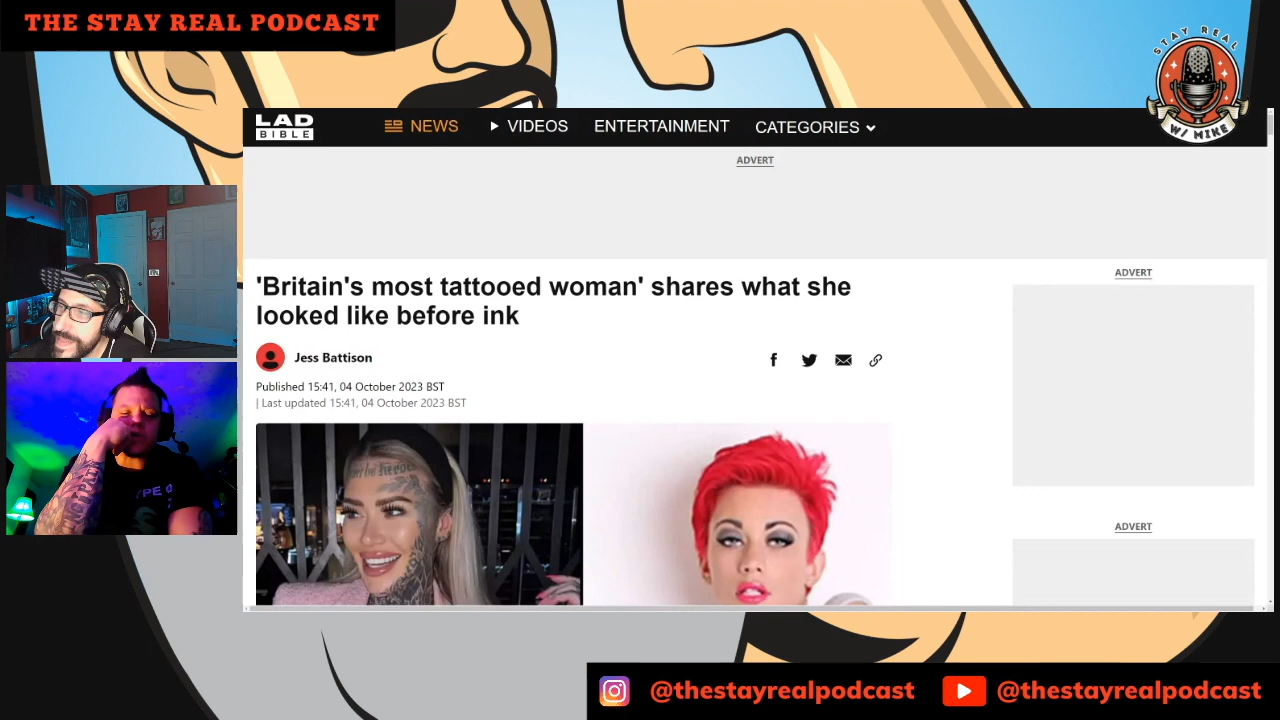 THE STAY REAL PODCAST
STAY REAL
W/ MIKE
LAD
BIBLE
NEWS
VIDEOS
ENTERTAINMENT
CATEGORIES
ADVERT
'Britain's most tattooed woman' shares what she
looked like before ink
Jess Battison
Published 15:41, 04 October 2023 BST
| Last updated 15:41, 04 October 2023 BST
ADVERT
ADVERT
@thestayrealpodcast
@thestayrealpodcast